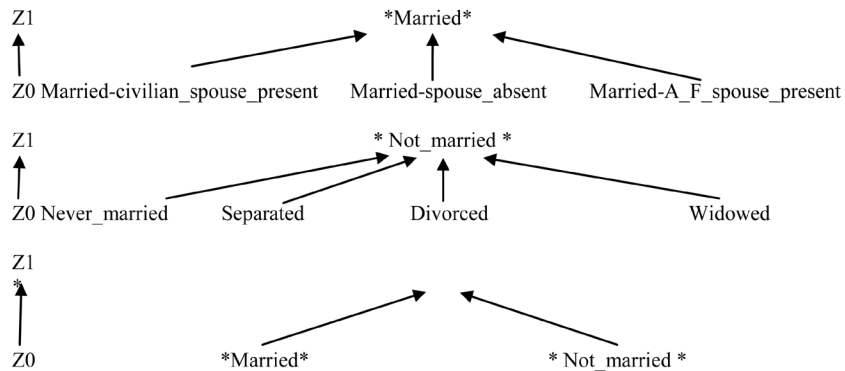 Z1 *Married*
Z0 Married-civilian_spouse_present Married-spouse_absent Married-A_F_spouse_present
Z1 * Not_married *
Z0 Never_married Separated Divorced Widowed
Z1
*
Z0 *Married* * Not_married *